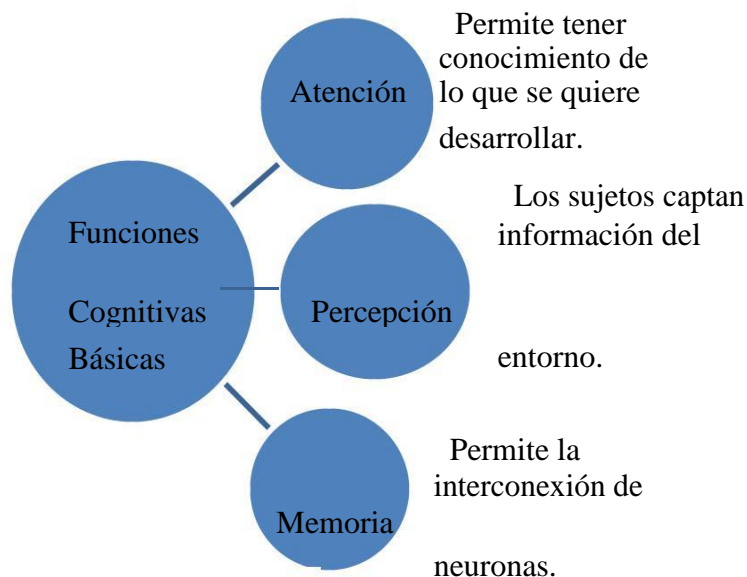 Atención
Permite tener
conocimiento de
lo que se quiere
desarrollar.
Funciones
Cognitivas
Básicas
Percepción
Los sujetos captan
información del
entorno.
Memoria
Permite la
interconexión de
neuronas.